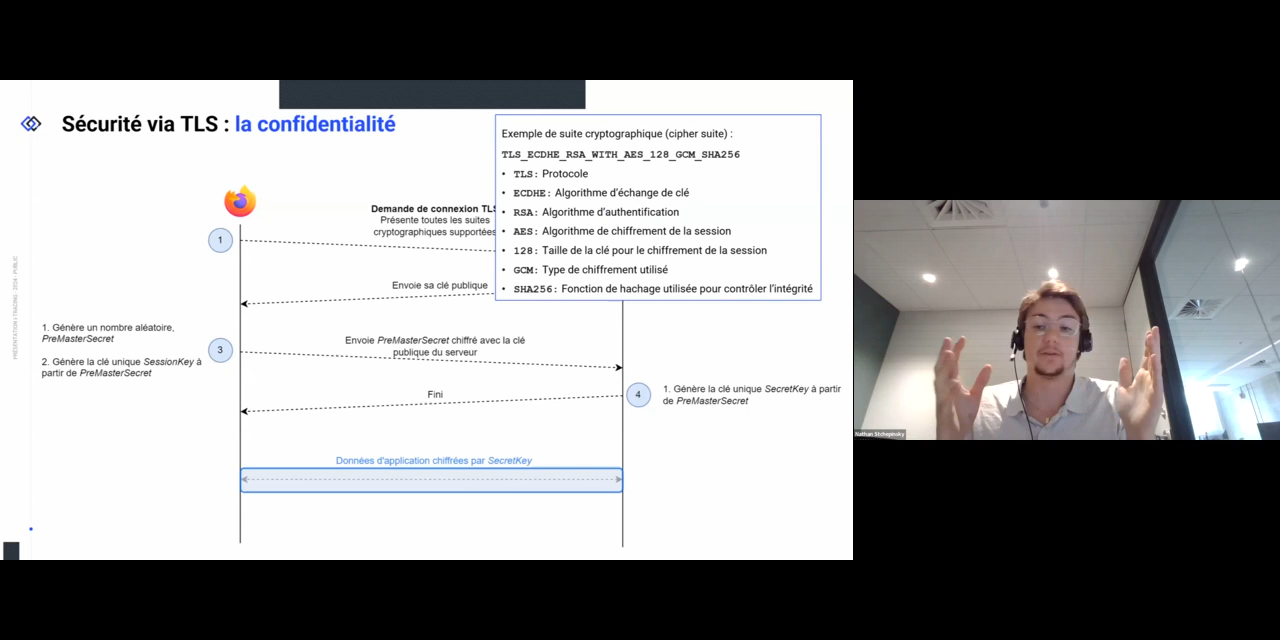 Sécurité via TLS : la confidentialité
Exemple de suite cryptographique (cipher suite) :
TLS_ECDHE_RSA_WITH_AES_128_GCM_SHA256
• TLS: Protocole
• ECDHE: Algorithme d'échange de clé
• RSA: Algorithme d'authentification
• AES: Algorithme de chiffrement de la session
• 128: Taille de la clé pour le chiffrement de la session
• GCM: Type de chiffrement utilisé
• SHA256: Fonction de hachage utilisée pour contrôler l'intégrité
Demande de connexion TLS
Présente toutes les suites
cryptographiques supportées
1
Envoie sa clé publique
1. Génère un nombre aléatoire,
PreMasterSecret
2. Génère la clé unique SessionKey à
partir de PreMasterSecret
3
Envoie PreMasterSecret chiffré avec la clé
publique du serveur
Fini
4
1. Génère la clé unique SecretKey à partir
de PreMasterSecret
Données d'application chiffrées par SecretKey
PRESENTATION I-TRACING - 2024 - PUBLIC
Nathan Stchepinsky